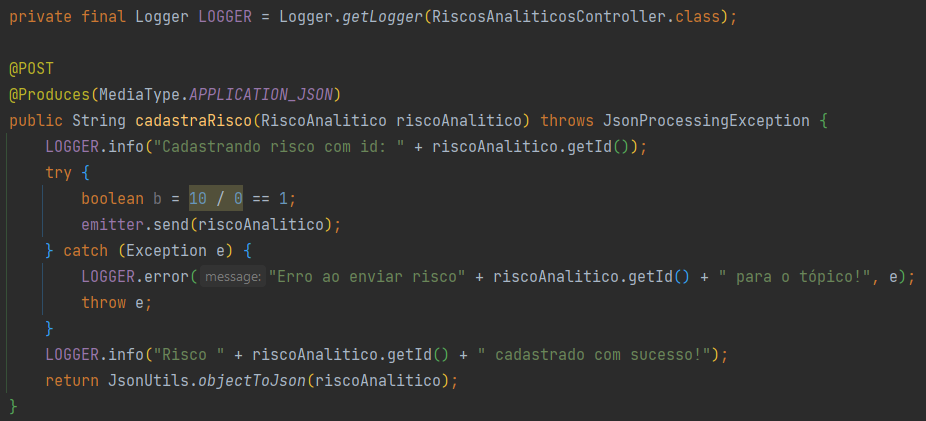 private final Logger LOGGER = Logger.getLogger(RiscosAnaliticosController.class);
@POST
@Produces(MediaType.APPLICATION_JSON)
public String cadastraRisco(RiscoAnalitico riscoAnalitico) throws JsonProcessingException {
LOGGER.info("Cadastrando risco com id: " + riscoAnalitico.getId());
try {
boolean b = 10 / 0 == 1;
emitter.send(riscoAnalitico);
} catch (Exception e) {
LOGGER.error( message: "Erro ao enviar risco" + riscoAnalitico.getId() + " para o tópico!", e);
throw e;
}
LOGGER.info("Risco " + riscoAnalitico.getId() + " cadastrado com sucesso!");
return JsonUtils.objectToJson(riscoAnalitico);
}